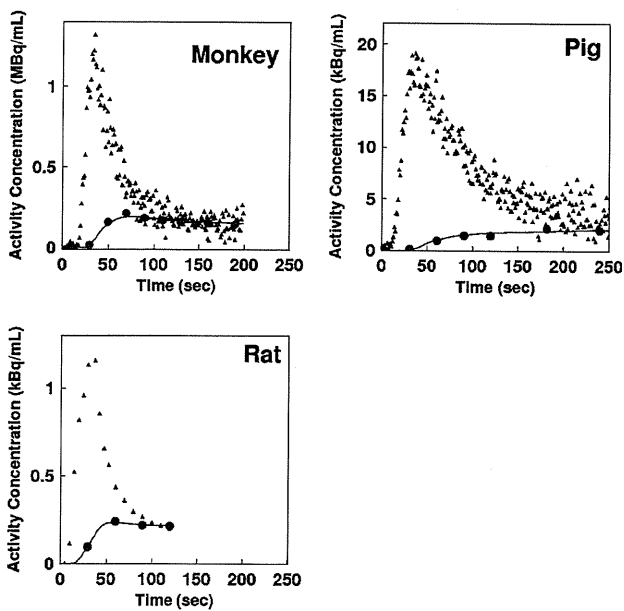 Monkey
Activity Concentration (MBq/mL)
1
0.5
0
0 50 100 150 200 250
Time (sec)
Pig
Activity Concentration (kBq/mL)
20
15
10
5
0
0 50 100 150 200 250
Time (sec)
Rat
Activity Concentration (kBq/mL)
1
0.5
0
0 50 100 150 200 250
Time (sec)